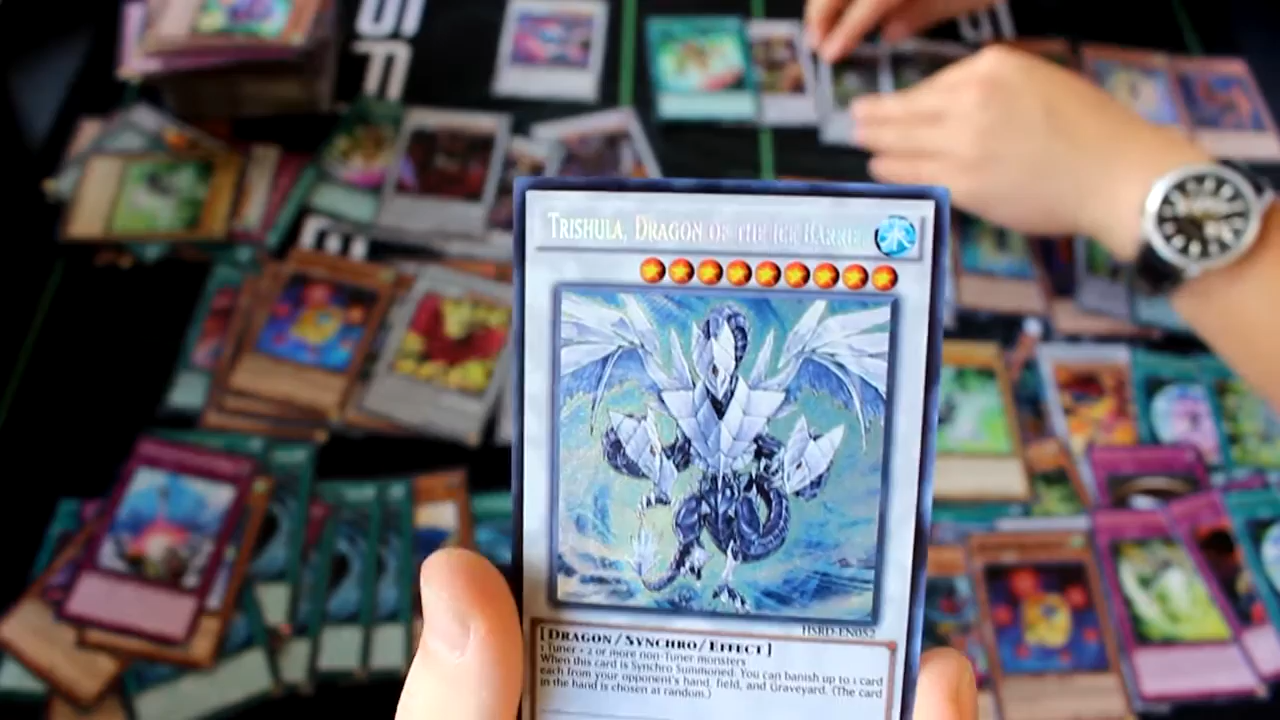 TRISHULA, DRAGON OF THE ICE BARRIER
HSRD-EN052
[DRAGON/SYNCHRO/EFFECT]
1 Tuner + 2 or more non-Tuner monsters
When this card is Synchro Summoned: You can banish up to 1 card
each from your opponent's hand, field, and Graveyard. (The card
in the hand is chosen at random.)